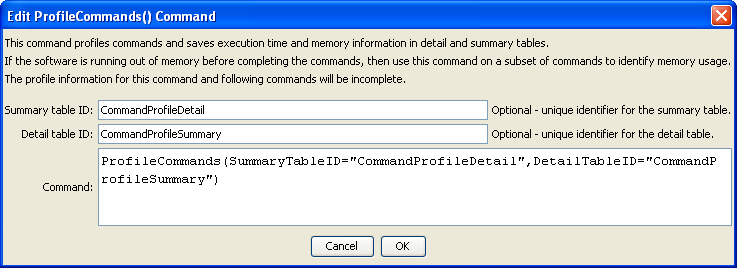 Edit ProfileCommands() Command
This command profiles commands and saves execution time and memory information in detail and summary tables.
If the software is running out of memory before completing the commands, then use this command on a subset of commands to identify memory usage.
The profile information for this command and following commands will be incomplete.
Summary table ID: CommandProfileDetail Optional - unique identifier for the summary table.
Detail table ID: CommandProfileSummary Optional - unique identifier for the detail table.
Command: ProfileCommands(SummaryTableID="CommandProfileDetail",DetailTableID="CommandP
rofileSummary")
Cancel OK